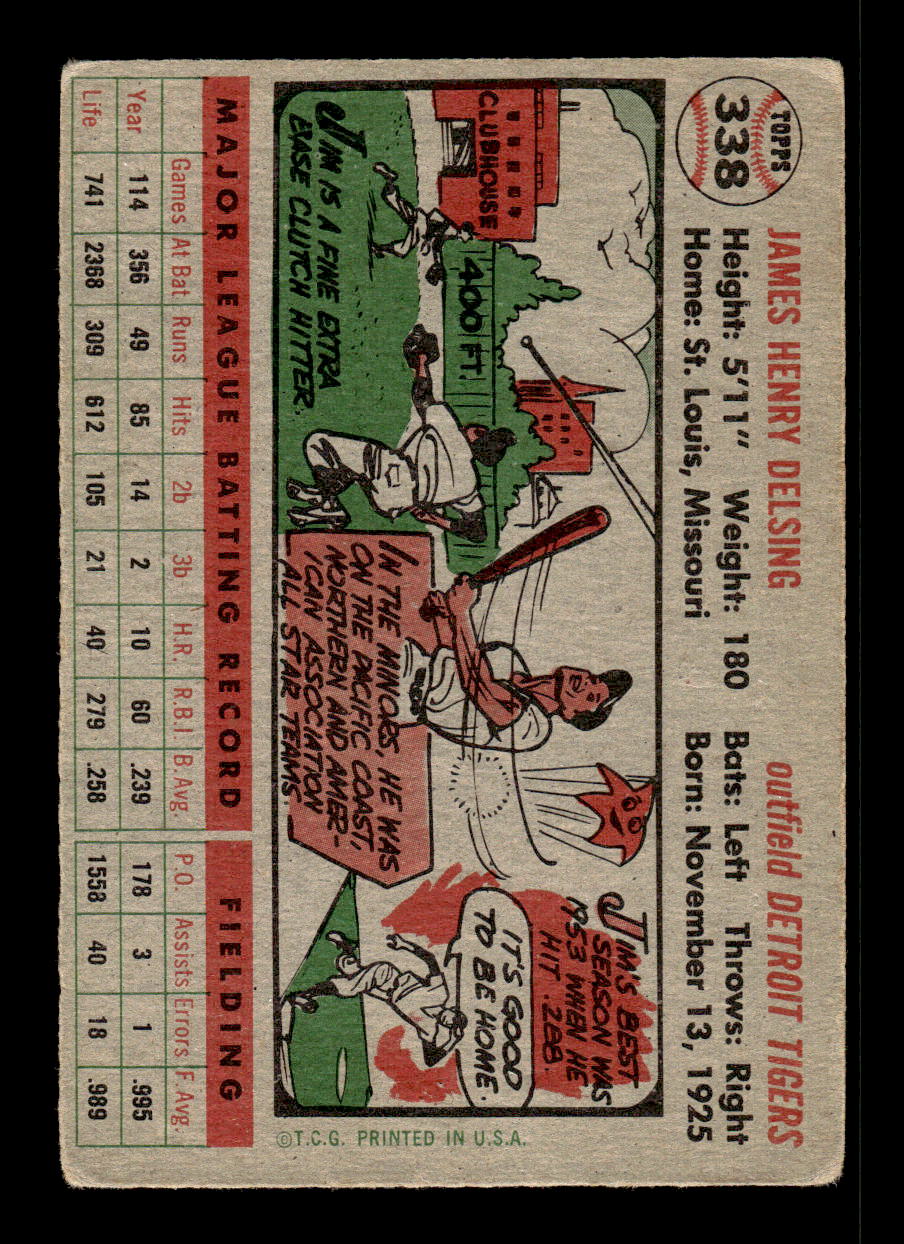 TOPPS
338
JAMES HENRY DELSING
outfield DETROIT TIGERS
Height: 5'11" Weight: 180 Bats: Left Throws: Right
Home: St. Louis, Missouri Born: November 13, 1925
CLUBHOUSE
400 FT.
JIM IS A FINE EXTRA
BASE CLUTCH HITTER.
IN THE MINORS, HE WAS
ON THE PACIFIC COAST,
NORTHERN AND AMER-
ICAN ASSOCIATION
ALL STAR TEAMS.
JIM'S BEST
SEASON WAS
1953 WHEN HE
HIT .288.
IT'S GOOD
TO BE HOME.
©T.C.G. PRINTED IN U.S.A.
MAJOR LEAGUE BATTING RECORD FIELDING
Games At Bat Runs Hits 2b 3b H.R. R.B.I B.Avg. P.O. Assists Errors F.Avg.
Year 114 356 49 85 14 2 10 60 .239 178 3 1 .995
Life 741 2368 309 612 105 21 40 279 .258 1558 40 18 .989